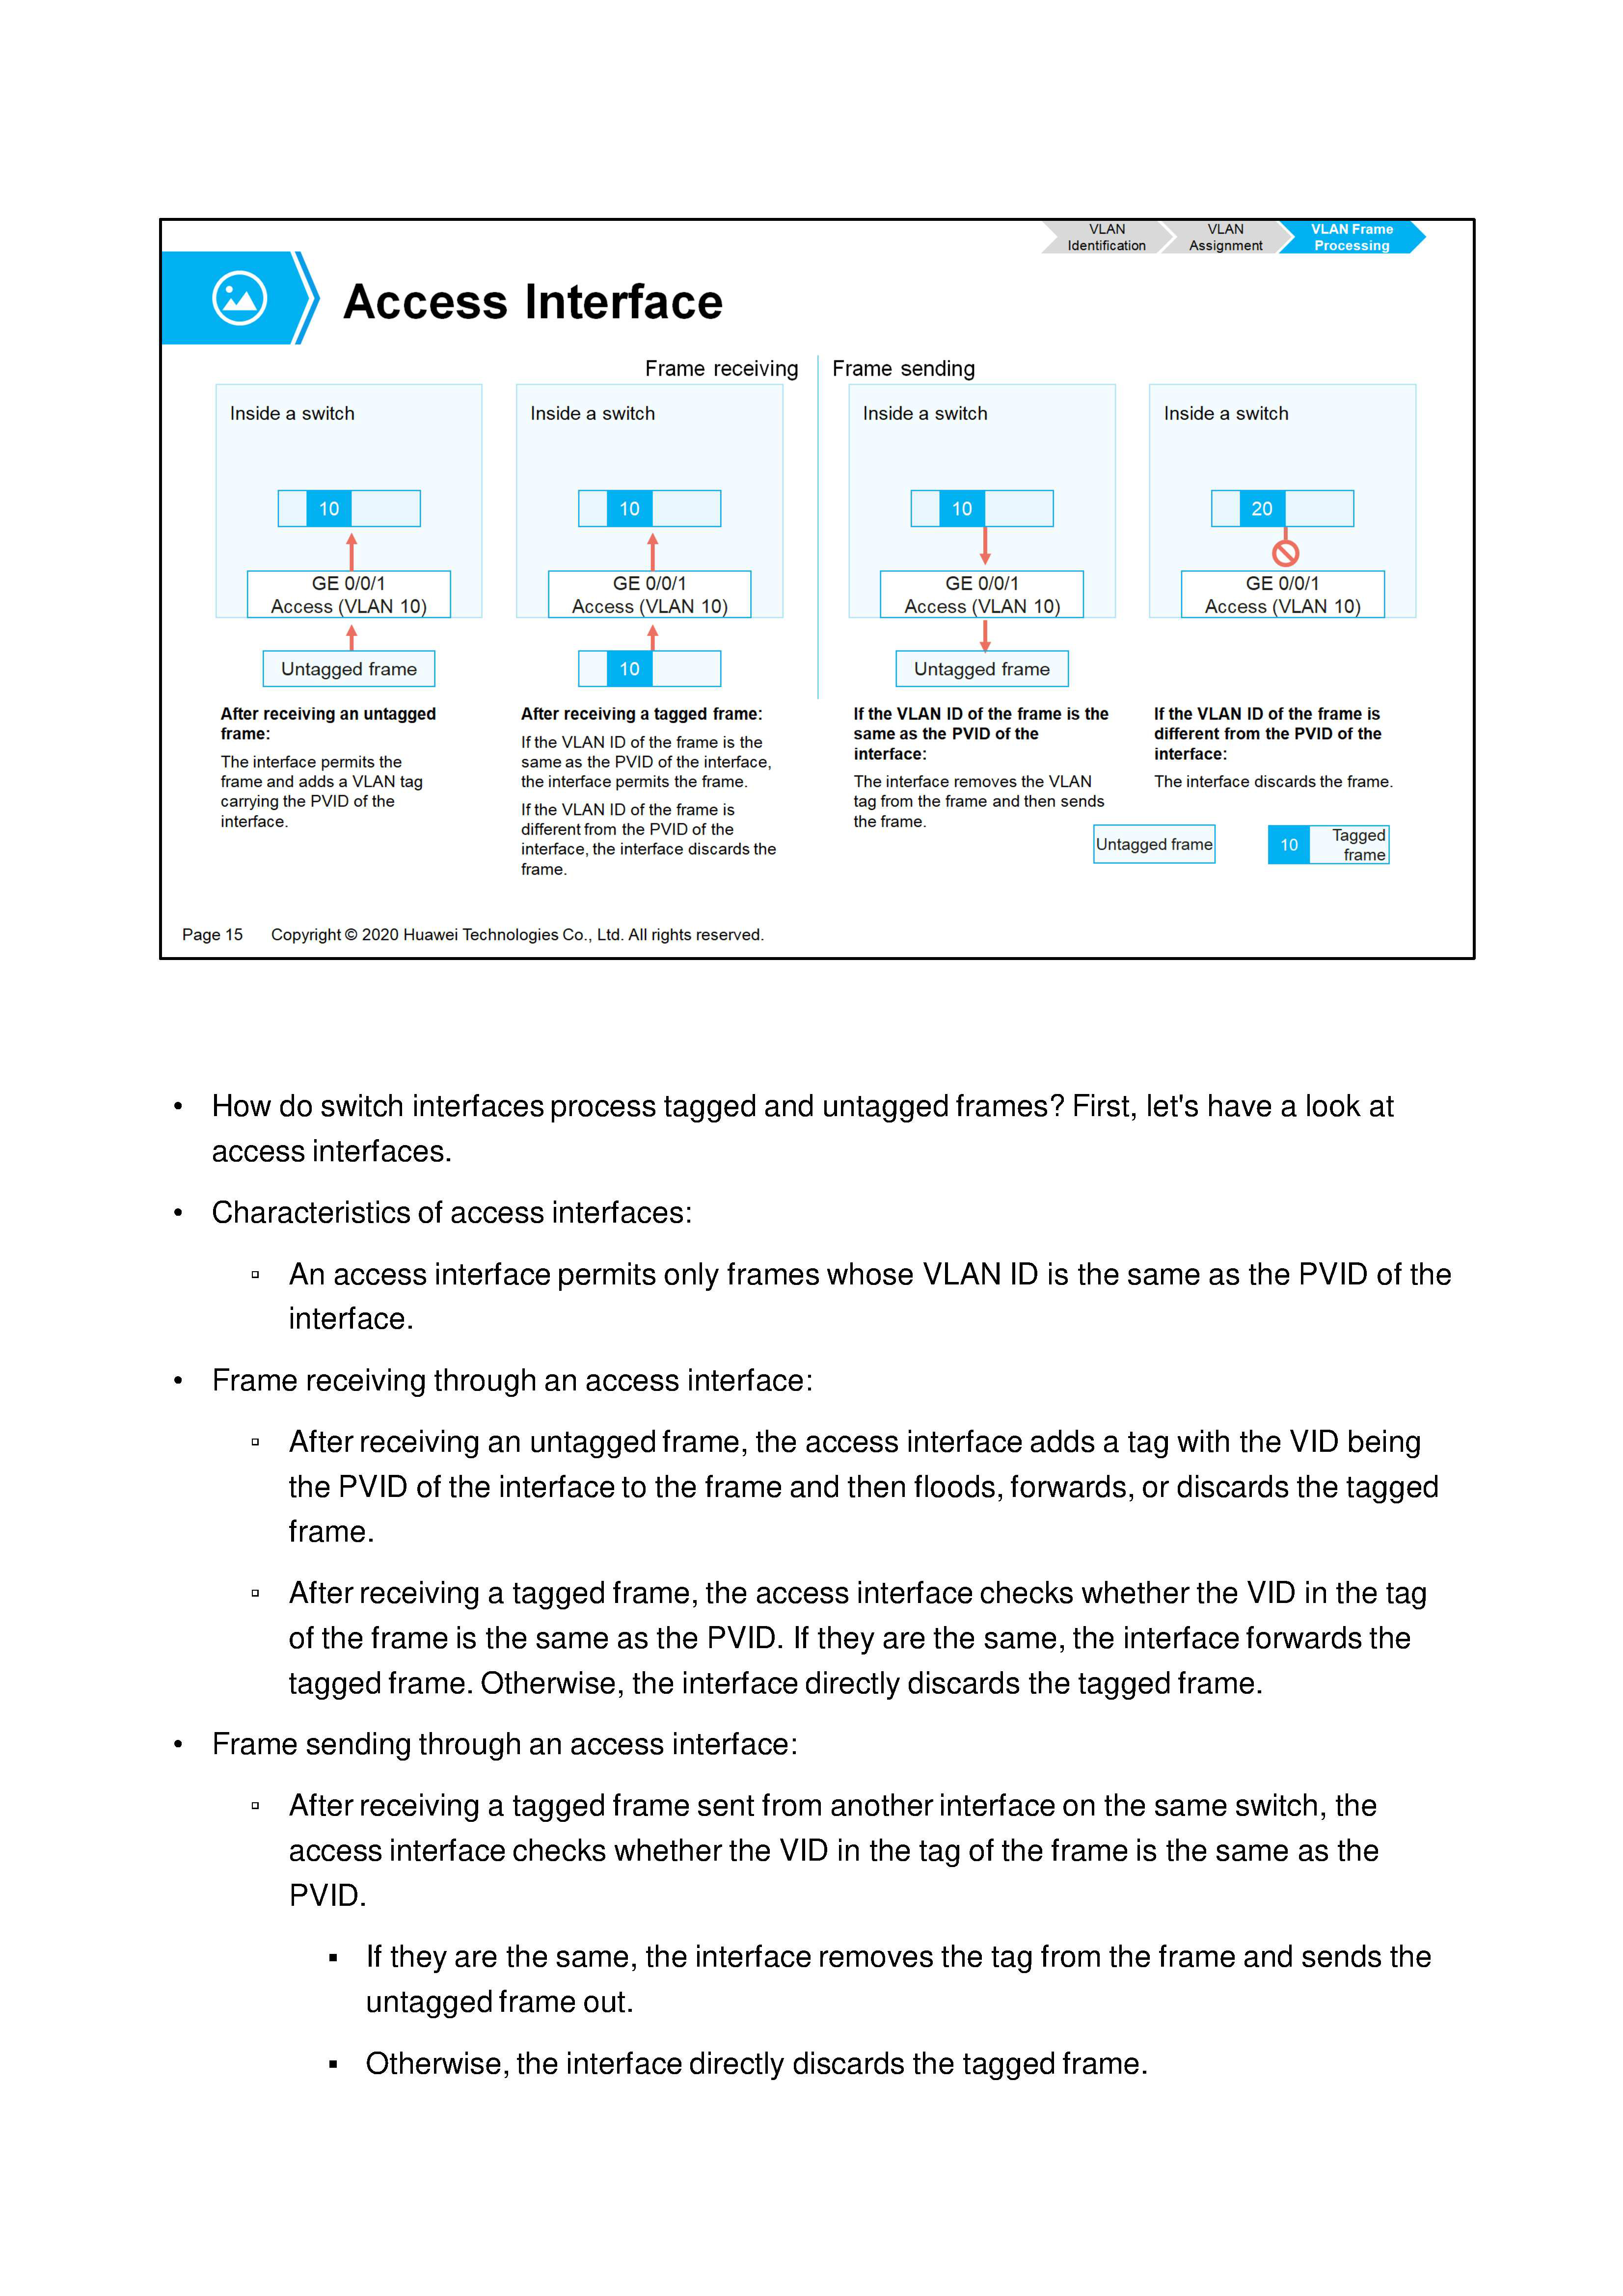 VLAN
Identification
VLAN
Assignment
VLAN Frame
Processing
Access Interface
Frame receiving
Frame sending
Inside a switch
10
GE 0/0/1
Access (VLAN 10)
Untagged frame
After receiving an untagged
frame:
The interface permits the
frame and adds a VLAN tag
carrying the PVID of the
interface.
Inside a switch
10
GE 0/0/1
Access (VLAN 10)
10
After receiving a tagged frame:
If the VLAN ID of the frame is the
same as the PVID of the interface,
the interface permits the frame.
If the VLAN ID of the frame is
different from the PVID of the
interface, the interface discards the
frame.
Inside a switch
10
GE 0/0/1
Access (VLAN 10)
Untagged frame
If the VLAN ID of the frame is the
same as the PVID of the
interface:
The interface removes the VLAN
tag from the frame and then sends
the frame.
Inside a switch
20
GE 0/0/1
Access (VLAN 10)
If the VLAN ID of the frame is
different from the PVID of the
interface:
The interface discards the frame.
Untagged frame
10
Tagged
frame
Page 15 Copyright © 2020 Huawei Technologies Co., Ltd. All rights reserved.
• How do switch interfaces process tagged and untagged frames? First, let's have a look at
access interfaces.
• Characteristics of access interfaces:
▫ An access interface permits only frames whose VLAN ID is the same as the PVID of the
interface.
• Frame receiving through an access interface:
▫ After receiving an untagged frame, the access interface adds a tag with the VID being
the PVID of the interface to the frame and then floods, forwards, or discards the tagged
frame.
▫ After receiving a tagged frame, the access interface checks whether the VID in the tag
of the frame is the same as the PVID. If they are the same, the interface forwards the
tagged frame. Otherwise, the interface directly discards the tagged frame.
• Frame sending through an access interface:
▫ After receiving a tagged frame sent from another interface on the same switch, the
access interface checks whether the VID in the tag of the frame is the same as the
PVID.
▪ If they are the same, the interface removes the tag from the frame and sends the
untagged frame out.
▪ Otherwise, the interface directly discards the tagged frame.